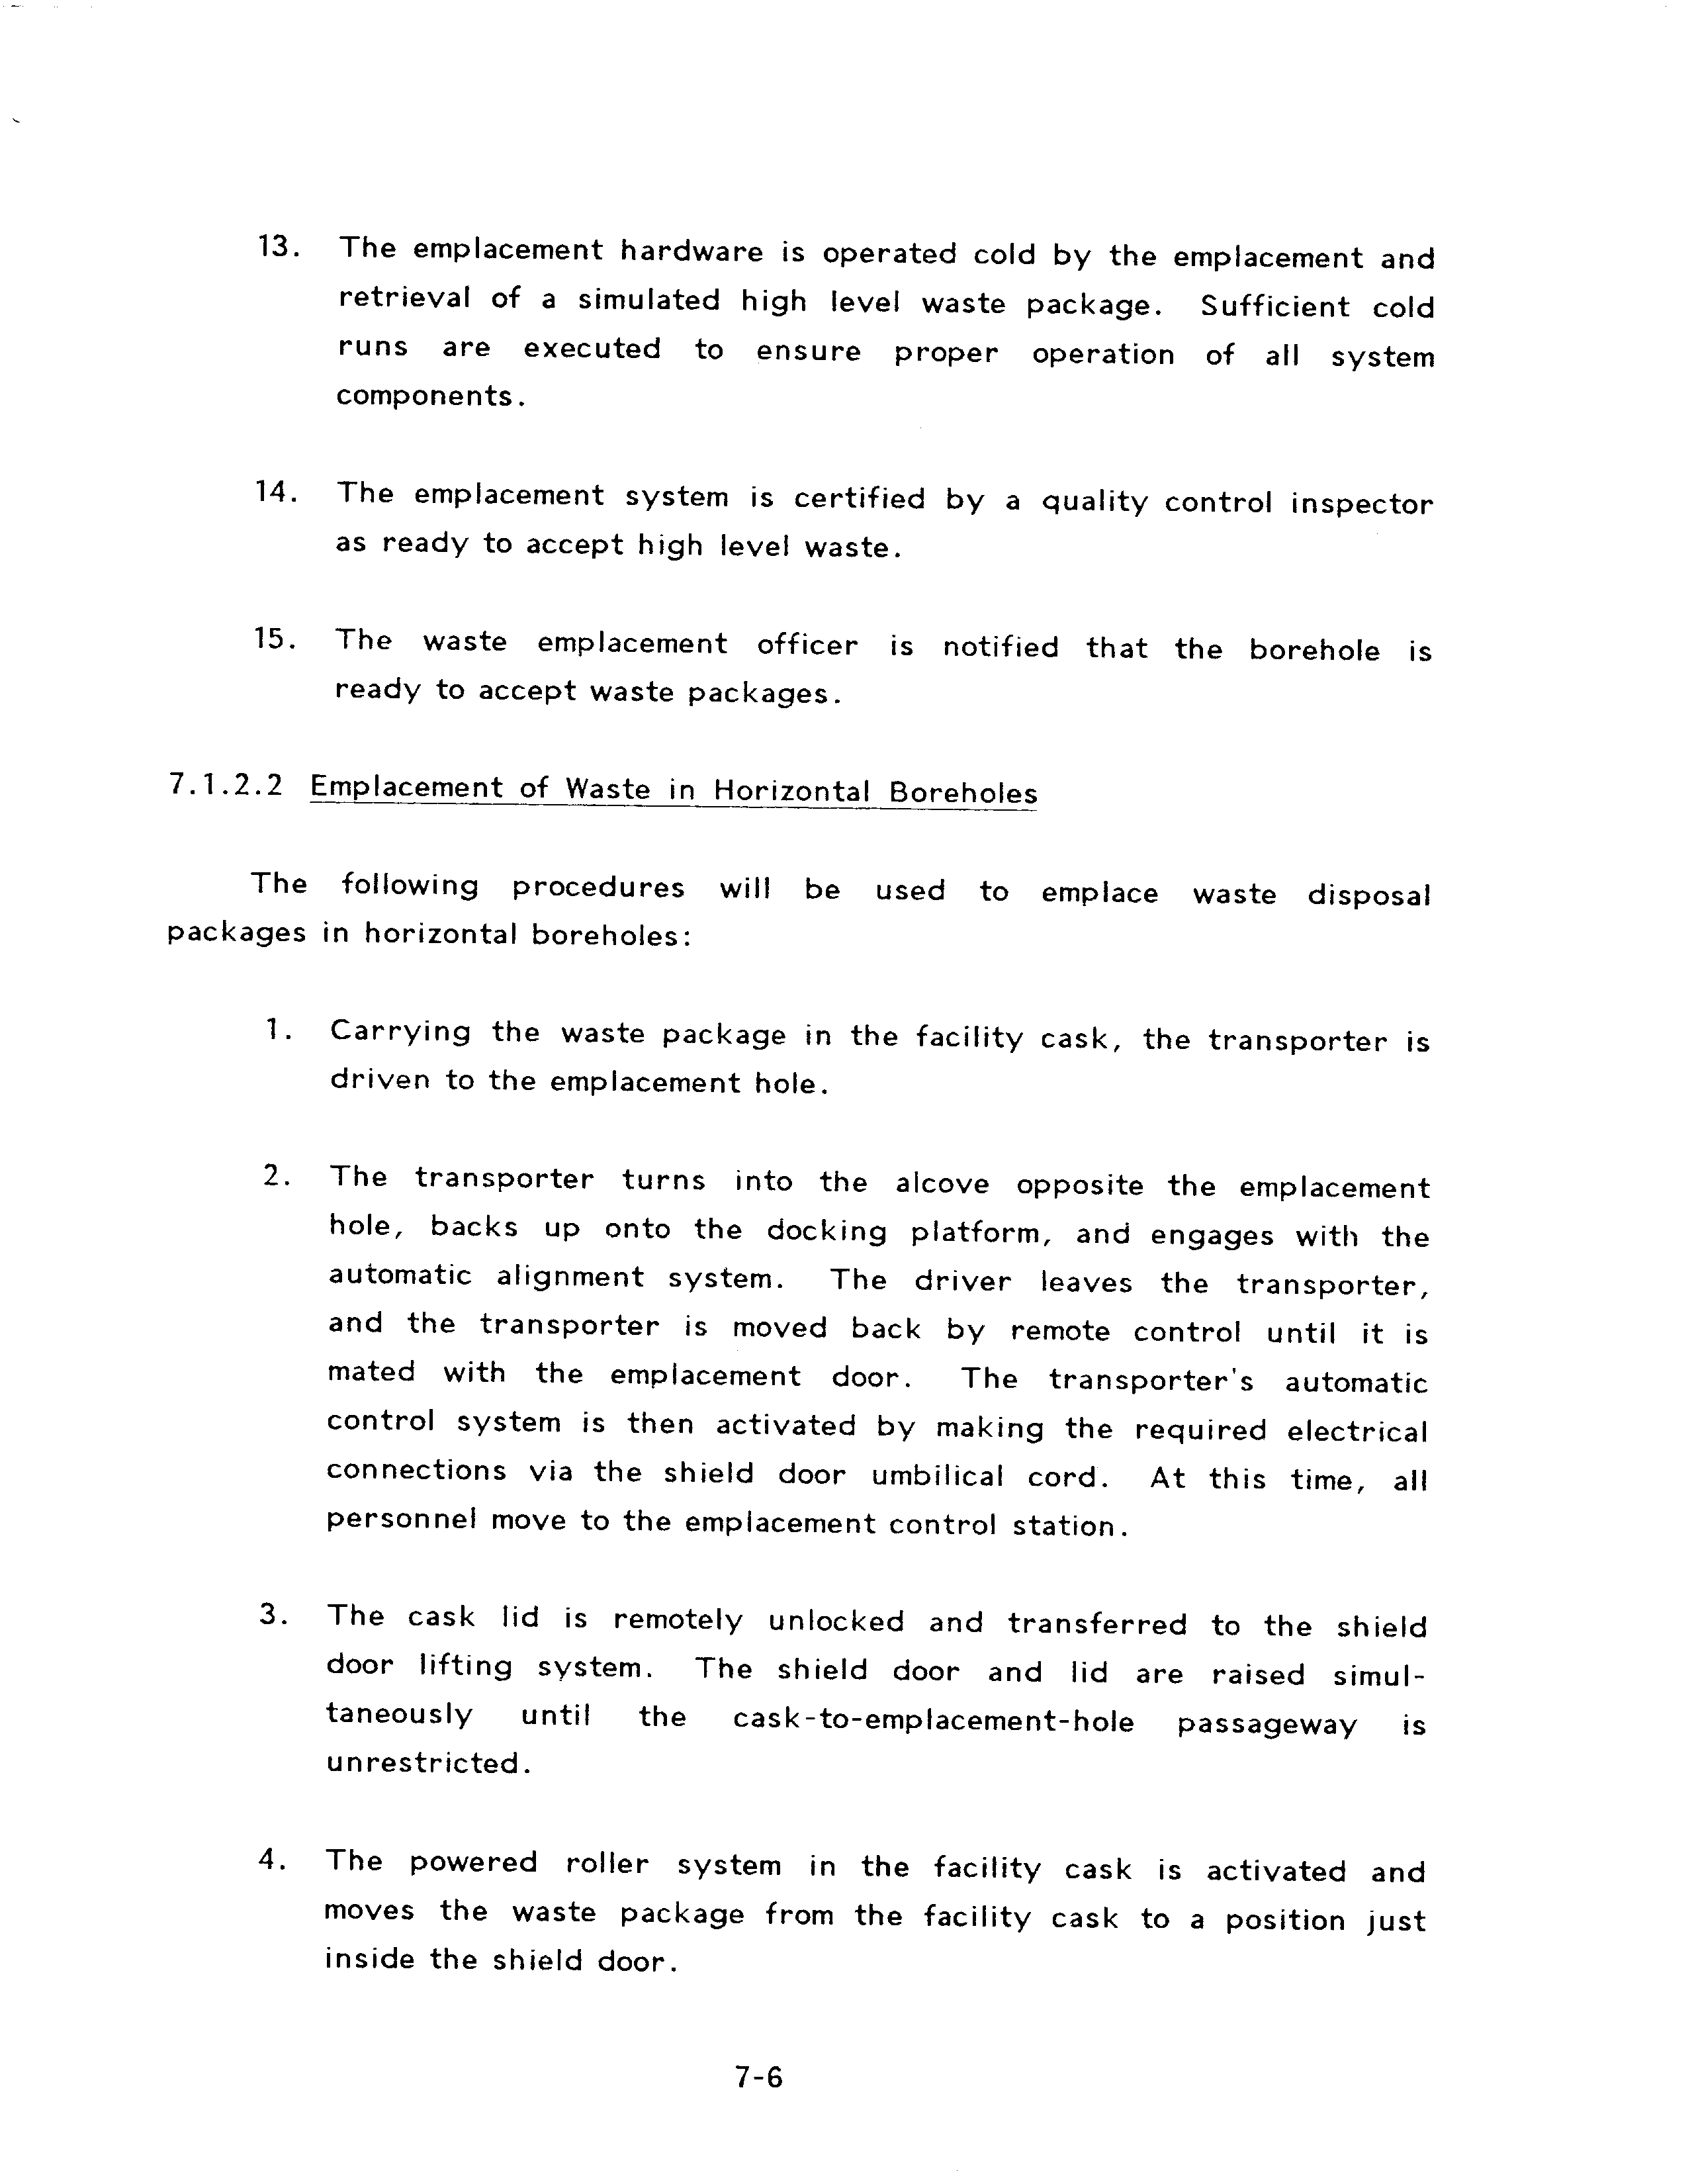 13. The emplacement hardware is operated cold by the emplacement and
retrieval of a simulated high level waste package. Sufficient cold
runs are executed to ensure proper operation of all system
components.
14. The emplacement system is certified by a quality control inspector
as ready to accept high level waste.
15. The waste emplacement officer is notified that the borehole is
ready to accept waste packages.
7.1.2.2 Emplacement of Waste in Horizontal Boreholes
The following procedures will be used to emplace waste disposal
packages in horizontal boreholes:
1. Carrying the waste package in the facility cask, the transporter is
driven to the emplacement hole.
2. The transporter turns into the alcove opposite the emplacement
hole, backs up onto the docking platform, and engages with the
automatic alignment system. The driver leaves the transporter,
and the transporter is moved back by remote control until it is
mated with the emplacement door. The transporter's automatic
control system is then activated by making the required electrical
connections via the shield door umbilical cord. At this time, all
personnel move to the emplacement control station.
3. The cask lid is remotely unlocked and transferred to the shield
door lifting system. The shield door and lid are raised simul-
taneously until the cask-to-emplacement-hole passageway is
unrestricted.
4. The powered roller system in the facility cask is activated and
moves the waste package from the facility cask to a position just
inside the shield door.
7-6